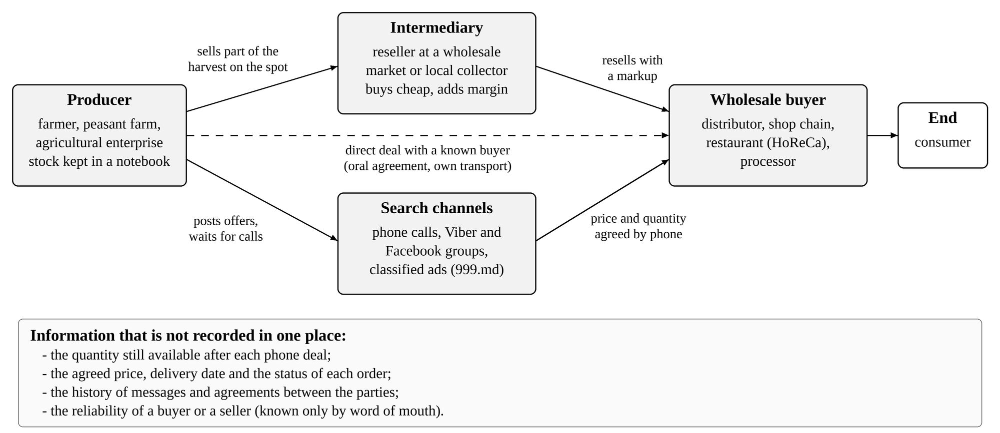 Intermediary
reseller at a wholesale
market or local collector
buys cheap, adds margin
sells part of the
harvest on the spot
resells with
a markup
Producer
farmer, peasant farm,
agricultural enterprise
stock kept in a notebook
Wholesale buyer
distributor, shop chain,
restaurant (HoReCa),
processor
End
consumer
direct deal with a known buyer
(oral agreement, own transport)
Search channels
phone calls, Viber and
Facebook groups,
classified ads (999.md)
posts offers,
waits for calls
price and quantity
agreed by phone
Information that is not recorded in one place:
- the quantity still available after each phone deal;
- the agreed price, delivery date and the status of each order;
- the history of messages and agreements between the parties;
- the reliability of a buyer or a seller (known only by word of mouth).